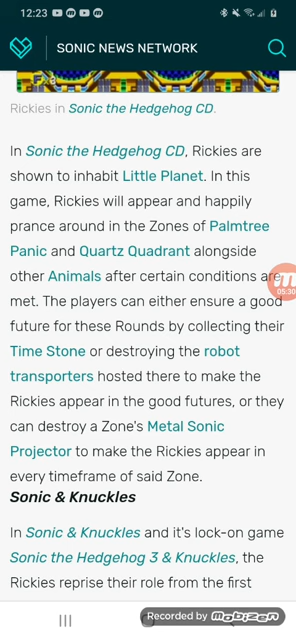 12:23
SONIC NEWS NETWORK
Rickies in Sonic the Hedgehog CD.
In Sonic the Hedgehog CD, Rickies are
shown to inhabit Little Planet. In this
game, Rickies will appear and happily
prance around in the Zones of Palmtree
Panic and Quartz Quadrant alongside
other Animals after certain conditions are
met. The players can either ensure a good
05:30
future for these Rounds by collecting their
Time Stone or destroying the robot
transporters hosted there to make the
Rickies appear in the good futures, or they
can destroy a Zone's Metal Sonic
Projector to make the Rickies appear in
every timeframe of said Zone.
Sonic & Knuckles
In Sonic & Knuckles and it's lock-on game
Sonic the Hedgehog 3 & Knuckles, the
Rickies reprise their role from the first
Recorded by Mobizen